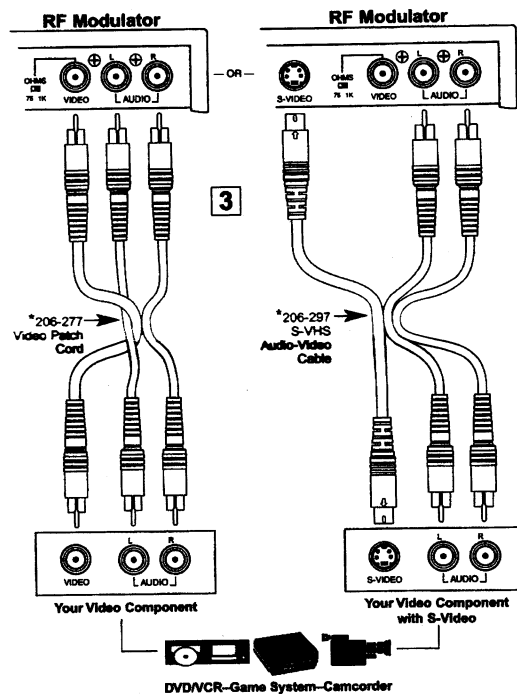 RF Modulator
RF Modulator
OHMS
75 1K
VIDEO
L
R
AUDIO
– OR –
S-VIDEO
OHMS
75 1K
VIDEO
L
R
AUDIO
3
*206-277
Video Patch
Cord
*206-297
S-VHS
Audio-Video
Cable
VIDEO
L
R
AUDIO
Your Video Component
S-VIDEO
L
R
AUDIO
Your Video Component
with S-Video
DVD/VCR–Game System–Camcorder